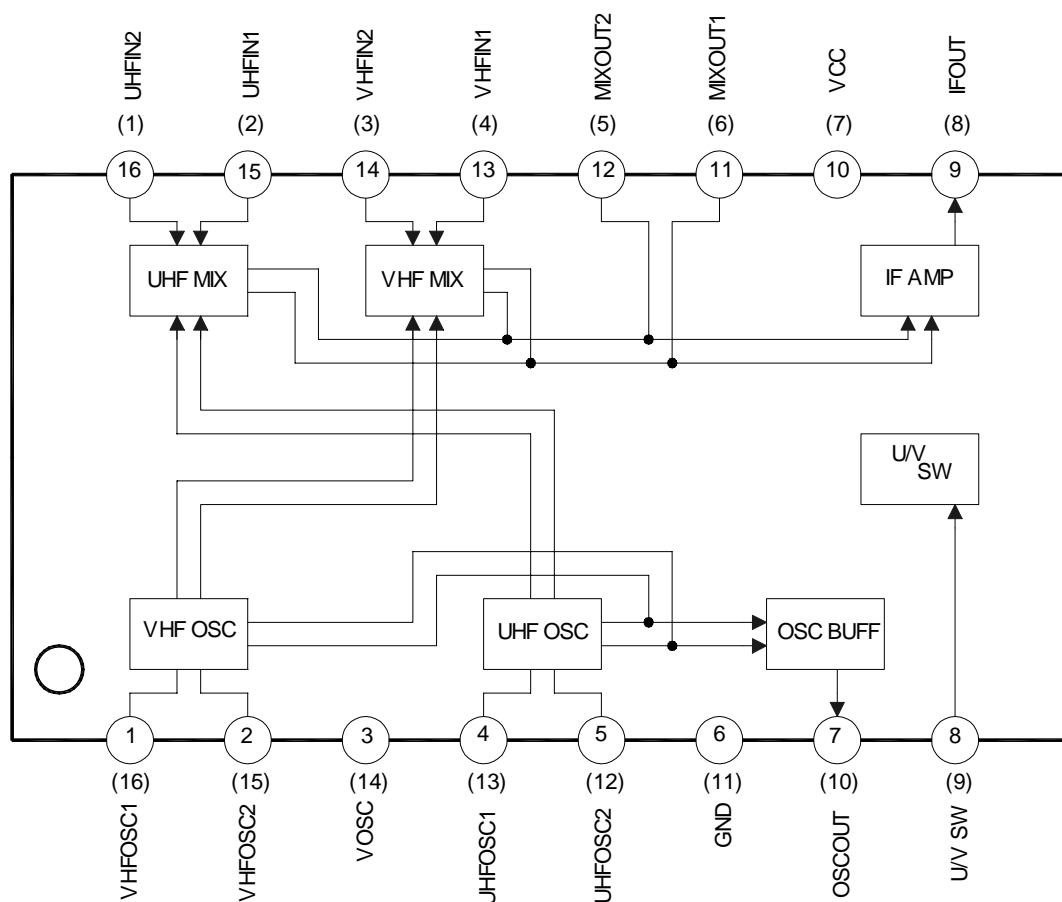 UHFIN2
UHFIN1
VHFIN2
VHFIN1
MIXOUT2
MIXOUT1
VCC
IFOUT
(1) (2) (3) (4) (5) (6) (7) (8)
16 15 14 13 12 11 10 9
UHF MIX
VHF MIX
IF AMP
U/V
SW
VHF OSC
UHF OSC
OSC BUFF
1 2 3 4 5 6 7 8
(16) (15) (14) (13) (12) (11) (10) (9)
VHFOSC1
VHFOSC2
VOSC
UHFOSC1
UHFOSC2
GND
OSCOUT
U/V SW